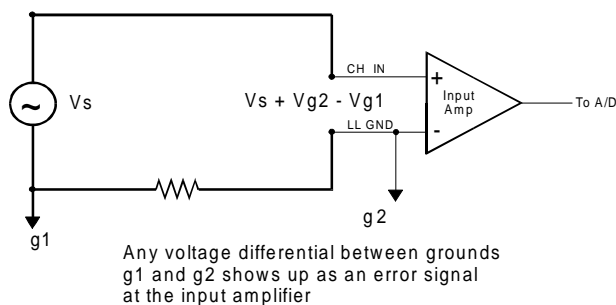 CH IN
+
Input
Amp
To A/D
~
Vs
Vs + Vg2 - Vg1
LL GND
-
g1
g2
Any voltage differential between grounds
g1 and g2 shows up as an error signal
at the input amplifier